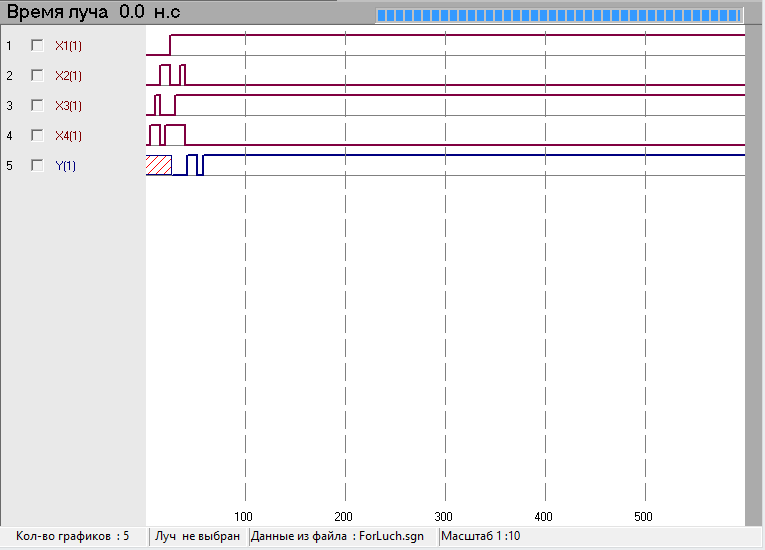 Время луча 0.0 н.с
1 X1(1)
2 X2(1)
3 X3(1)
4 X4(1)
5 Y(1)
100 200 300 400 500
Кол-во графиков : 5 Луч не выбран Данные из файла : ForLuch.sgn Масштаб 1 :10